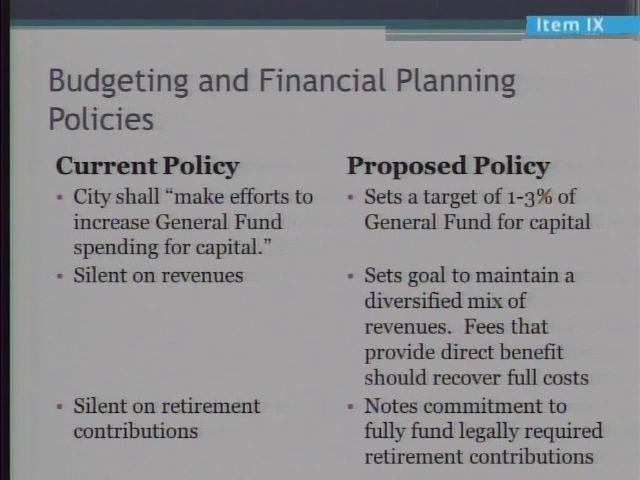 Item IX
Budgeting and Financial Planning
Policies
Current Policy
• City shall “make efforts to
increase General Fund
spending for capital.”
• Silent on revenues
• Silent on retirement
contributions
Proposed Policy
• Sets a target of 1-3% of
General Fund for capital
• Sets goal to maintain a
diversified mix of
revenues. Fees that
provide direct benefit
should recover full costs
• Notes commitment to
fully fund legally required
retirement contributions